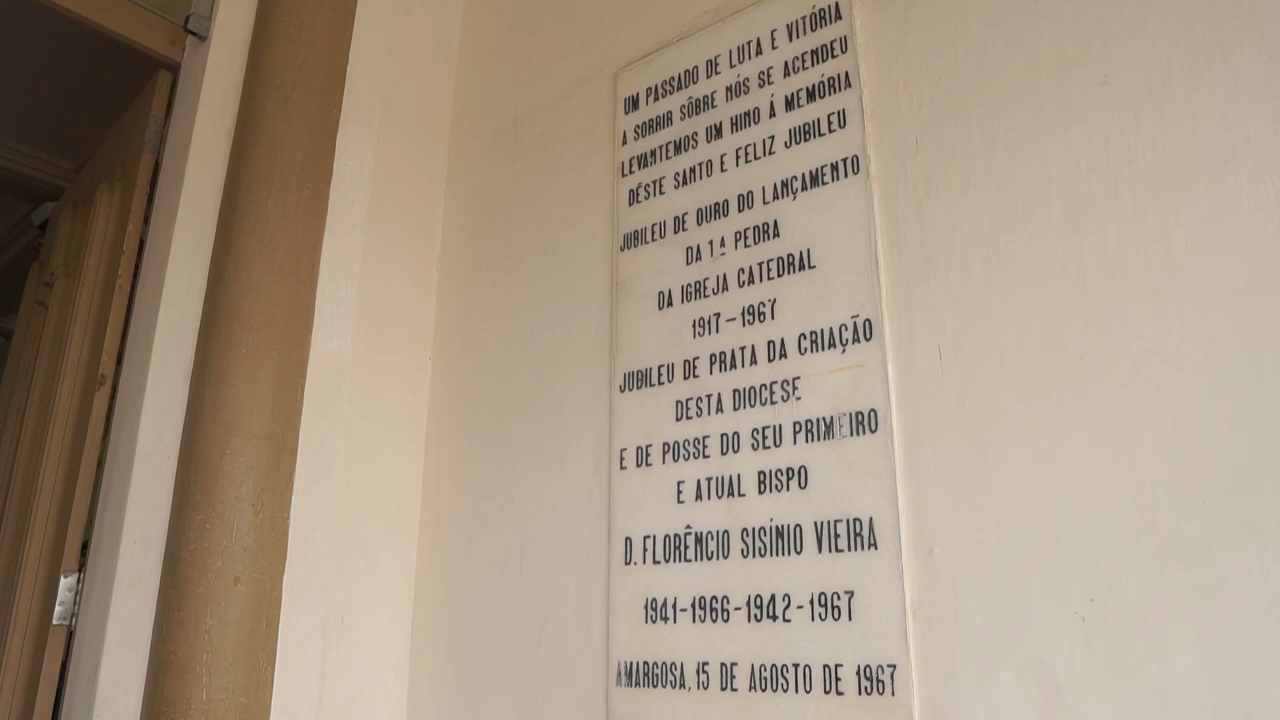 UM PASSADO DE LUTA E VITÓRIA
A SORRIR SÔBRE NÓS SE ACENDEU
LEVANTEMOS UM HINO Á MEMÓRIA
DÊSTE SANTO E FELIZ JUBILEU
JUBILEU DE OURO DO LANÇAMENTO
DA 1ª PEDRA
DA IGREJA CATEDRAL
1917-1967
JUBILEU DE PRATA DA CRIAÇÃO
DESTA DIOCESE
E DE POSSE DO SEU PRIMEIRO
E ATUAL BISPO
D. FLORÊNCIO SISÍNIO VIEIRA
1941-1966-1942-1967
AMARGOSA, 15 DE AGOSTO DE 1967